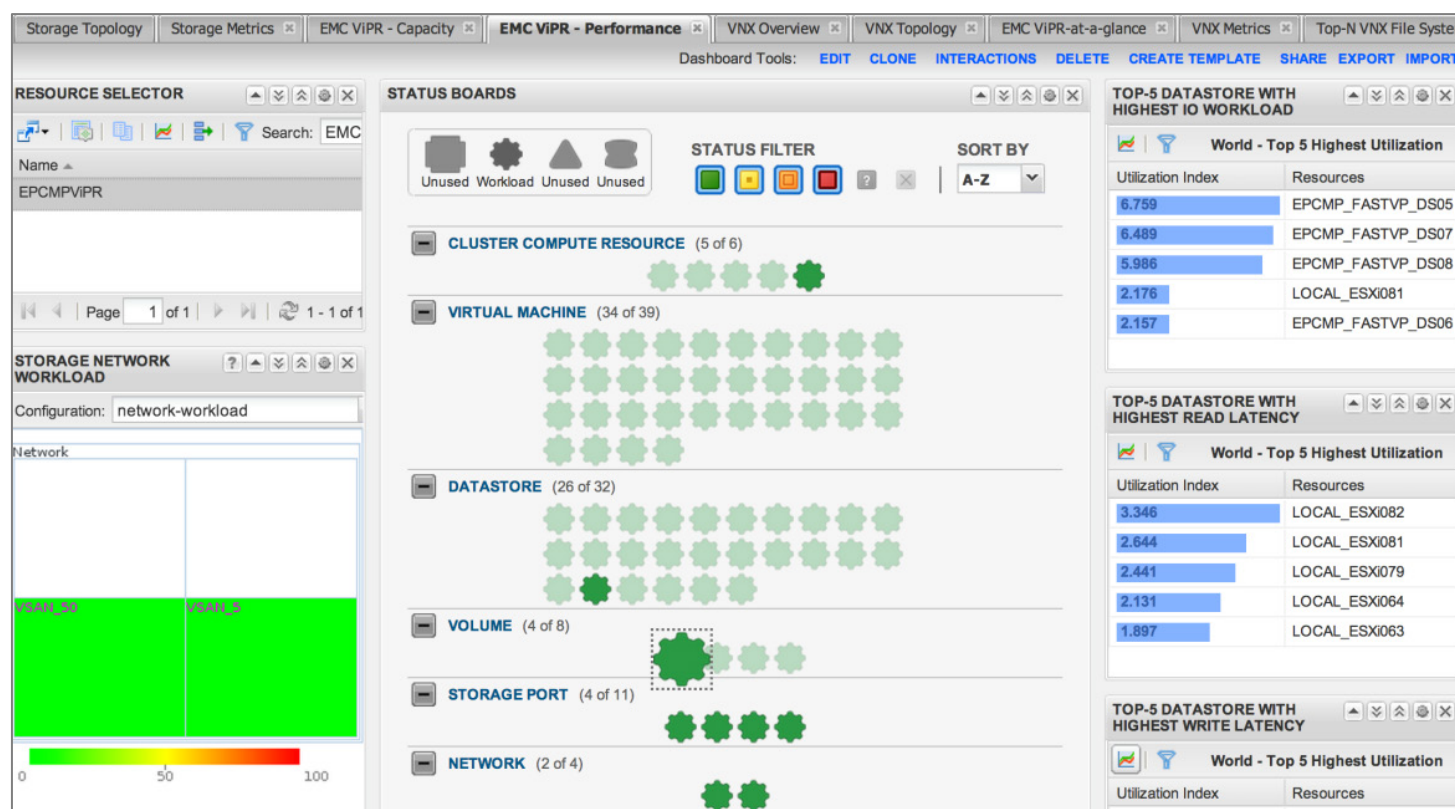 Storage Topology Storage Metrics EMC ViPR - Capacity EMC ViPR - Performance VNX Overview VNX Topology EMC ViPR-at-a-glance VNX Metrics Top-N VNX File Syste
Dashboard Tools: EDIT CLONE INTERACTIONS DELETE CREATE TEMPLATE SHARE EXPORT IMPORT
RESOURCE SELECTOR
Search: EMC
Name
EPCMPViPR
Page 1 of 1 1 - 1 of 1
STORAGE NETWORK
WORKLOAD
?
Configuration: network-workload
Network
VSAN_50 VSAN_5
0 50 100
STATUS BOARDS
Unused Workload Unused Unused
STATUS FILTER
?
SORT BY
A-Z
CLUSTER COMPUTE RESOURCE (5 of 6)
VIRTUAL MACHINE (34 of 39)
DATASTORE (26 of 32)
VOLUME (4 of 8)
STORAGE PORT (4 of 11)
NETWORK (2 of 4)
TOP-5 DATASTORE WITH
HIGHEST IO WORKLOAD
World - Top 5 Highest Utilization
Utilization Index Resources
6.759 EPCMP_FASTVP_DS05
6.489 EPCMP_FASTVP_DS07
5.986 EPCMP_FASTVP_DS08
2.176 LOCAL_ESXi081
2.157 EPCMP_FASTVP_DS06
TOP-5 DATASTORE WITH
HIGHEST READ LATENCY
World - Top 5 Highest Utilization
Utilization Index Resources
3.346 LOCAL_ESXi082
2.644 LOCAL_ESXi081
2.441 LOCAL_ESXi079
2.131 LOCAL_ESXi064
1.897 LOCAL_ESXi063
TOP-5 DATASTORE WITH
HIGHEST WRITE LATENCY
World - Top 5 Highest Utilization
Utilization Index Resources